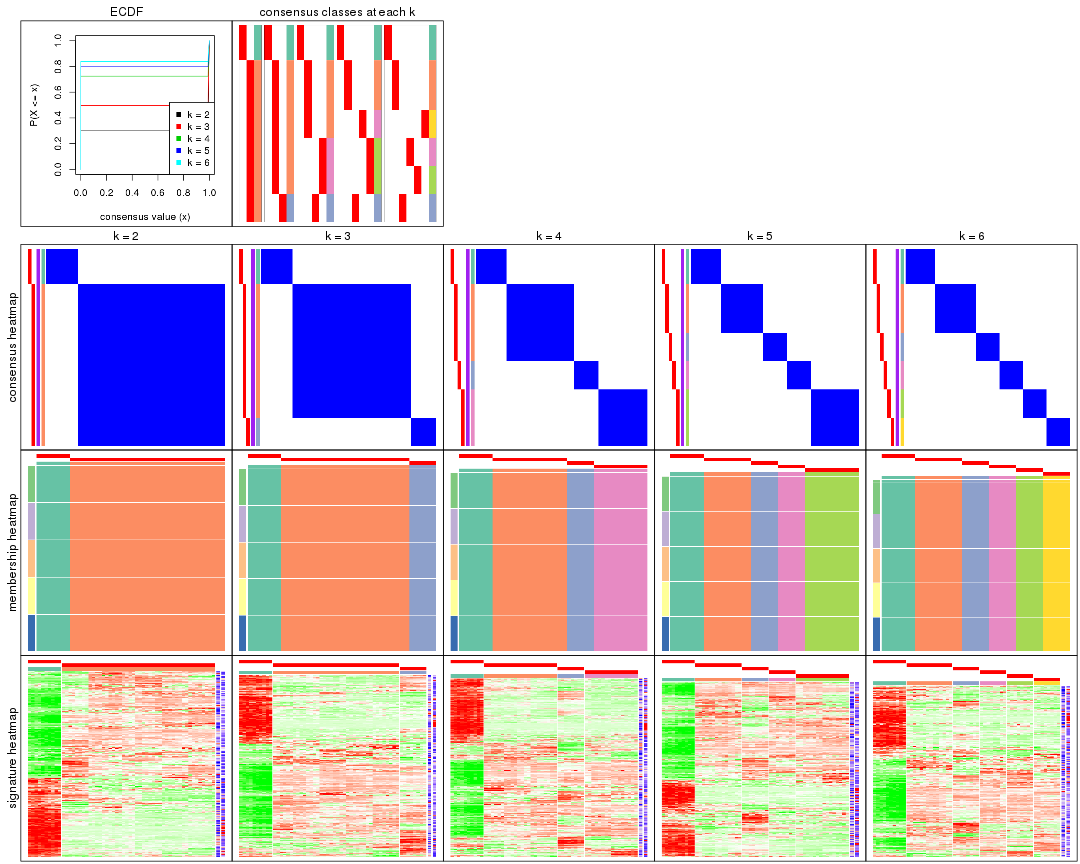 ECDF
consensus classes at each k
P(X <= x)
0.0 0.2 0.4 0.6 0.8 1.0
k = 2
k = 3
k = 4
k = 5
k = 6
0.0 0.2 0.4 0.6 0.8 1.0
consensus value (x)
k = 2
k = 3
k = 4
k = 5
k = 6
consensus heatmap
membership heatmap
signature heatmap